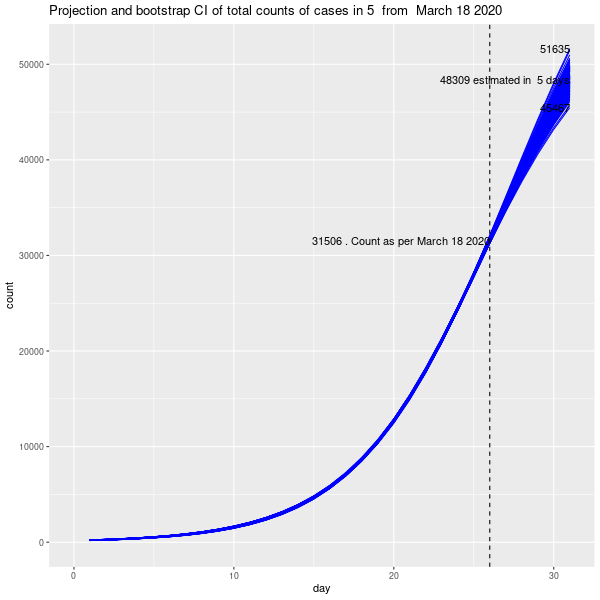 Projection and bootstrap CI of total counts of cases in 5 from March 18 2020
51635
50000
48309 estimated in 5 days
40000
31506 . Count as per March 18 2020
30000
count
20000
10000
0
0 10 20 30
day